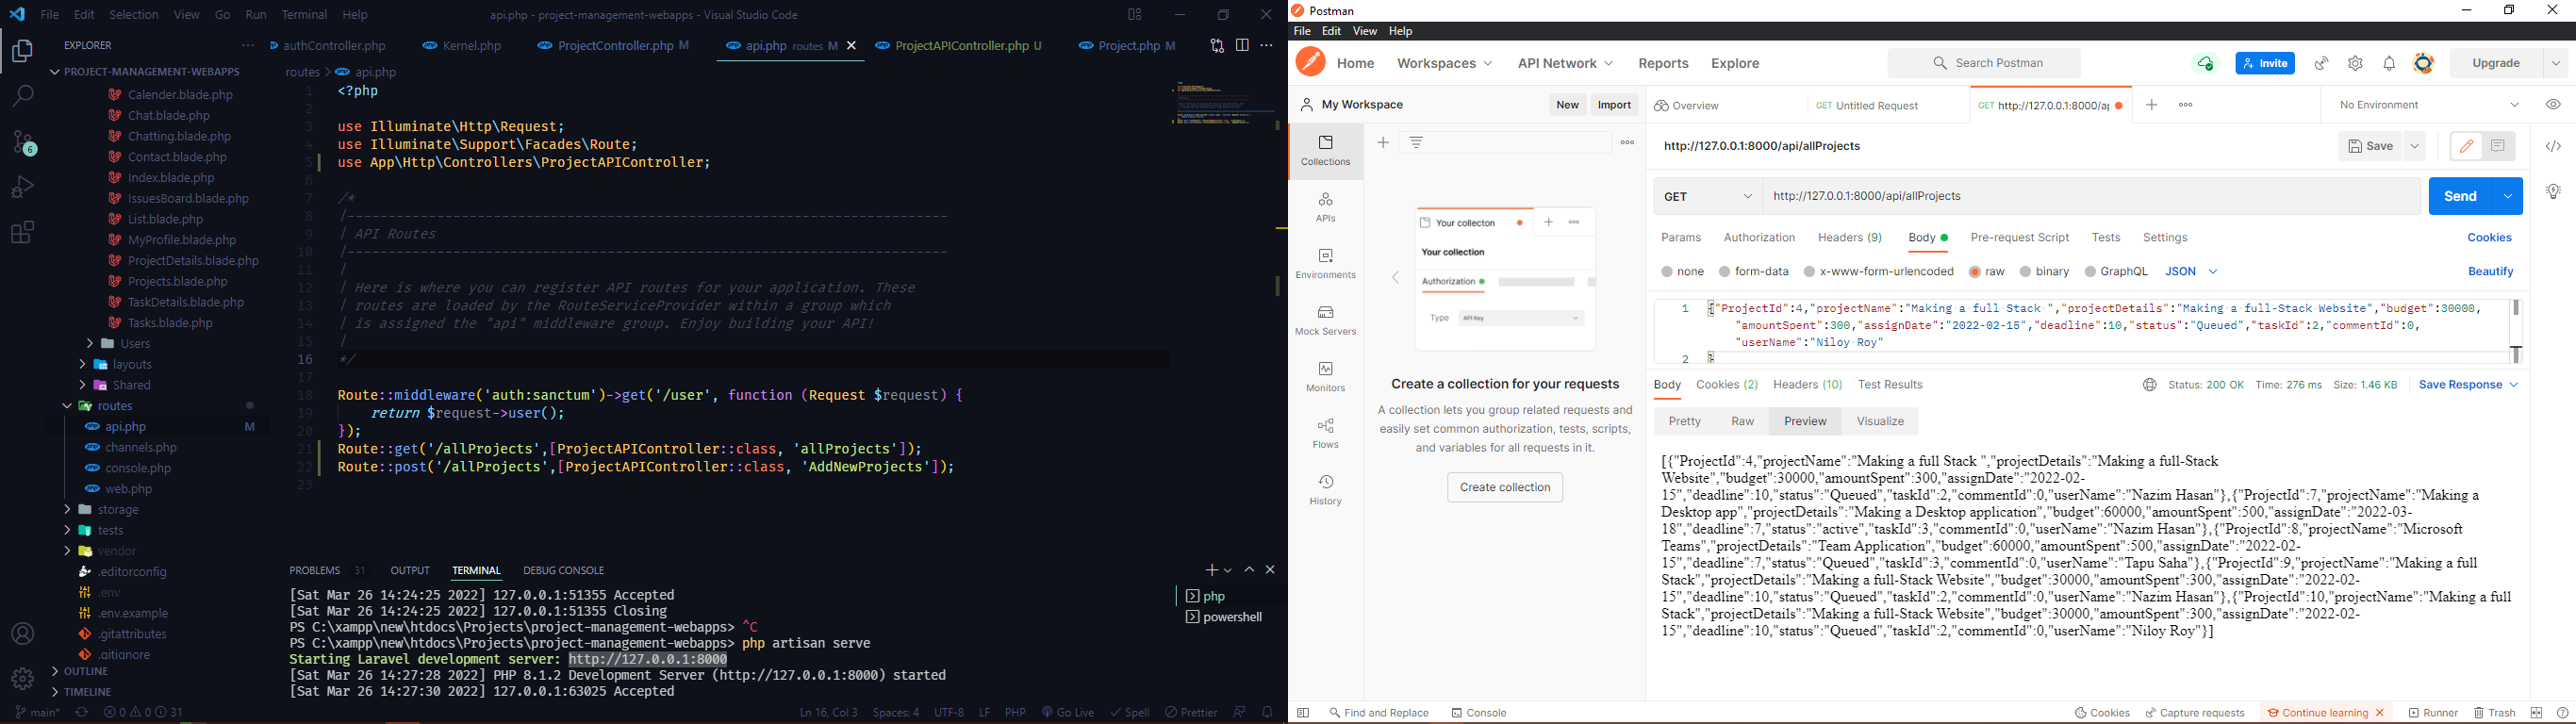 File Edit Selection View Go Run Terminal Help
api.php - project-management-webapps - Visual Studio Code
EXPLORER
authController.php
Kernel.php
ProjectController.php M
api.php routes M
ProjectAPIController.php U
Project.php M
PROJECT-MANAGEMENT-WEBAPPS
Calender.blade.php
Chat.blade.php
Chatting.blade.php
Contact.blade.php
Index.blade.php
IssuesBoard.blade.php
List.blade.php
MyProfile.blade.php
ProjectDetails.blade.php
Projects.blade.php
TaskDetails.blade.php
Tasks.blade.php
Users
layouts
Shared
routes
api.php M
channels.php
console.php
web.php
storage
tests
vendor
.editorconfig
.env
.env.example
.gitattributes
.gitignore
OUTLINE
TIMELINE
6
routes > api.php
1 <?php
2
3 use Illuminate\Http\Request;
4 use Illuminate\Support\Facades\Route;
5 use App\Http\Controllers\ProjectAPIController;
6
7 /*
8 |--------------------------------------------------------------------------
9 | API Routes
10 |--------------------------------------------------------------------------
11 |
12 | Here is where you can register API routes for your application. These
13 | routes are loaded by the RouteServiceProvider within a group which
14 | is assigned the "api" middleware group. Enjoy building your API!
15 |
16 */
17
18 Route::middleware('auth:sanctum')->get('/user', function (Request $request) {
19 return $request->user();
20 });
21 Route::get('/allProjects',[ProjectAPIController::class, 'allProjects']);
22 Route::post('/allProjects',[ProjectAPIController::class, 'AddNewProjects']);
23
PROBLEMS 31 OUTPUT TERMINAL DEBUG CONSOLE
[Sat Mar 26 14:24:25 2022] 127.0.0.1:51355 Accepted
[Sat Mar 26 14:24:25 2022] 127.0.0.1:51355 Closing
PS C:\xampp\new\htdocs\Projects\project-management-webapps> ^C
PS C:\xampp\new\htdocs\Projects\project-management-webapps> php artisan serve
Starting Laravel development server: http://127.0.0.1:8000
[Sat Mar 26 14:27:28 2022] PHP 8.1.2 Development Server (http://127.0.0.1:8000) started
[Sat Mar 26 14:27:30 2022] 127.0.0.1:63025 Accepted
php
powershell
main* 0 0 31
Ln 16, Col 3 Spaces: 4 UTF-8 LF PHP Go Live Spell Prettier
Postman
File Edit View Help
Home Workspaces API Network Reports Explore
Search Postman
Invite
Upgrade
My Workspace
New Import
Overview
GET Untitled Request
GET http://127.0.0.1:8000/ap
No Environment
Collections
APIs
Environments
Mock Servers
Monitors
Flows
History
Your collecton
Your collection
Authorization
Type API Key
Create a collection for your requests
A collection lets you group related requests and
easily set common authorization, tests, scripts,
and variables for all requests in it.
Create collection
http://127.0.0.1:8000/api/allProjects
Save
GET http://127.0.0.1:8000/api/allProjects Send
Params Authorization Headers (9) Body Pre-request Script Tests Settings Cookies
none form-data x-www-form-urlencoded raw binary GraphQL JSON Beautify
1 {"ProjectId":4,"projectName":"Making a full Stack ","projectDetails":"Making a full-Stack Website","budget":30000,
"amountSpent":300,"assignDate":"2022-02-15","deadline":10,"status":"Queued","taskId":2,"commentId":0,
"userName":"Niloy Roy"
2 }
Body Cookies (2) Headers (10) Test Results Status: 200 OK Time: 276 ms Size: 1.46 KB Save Response
Pretty Raw Preview Visualize
[{"ProjectId":4,"projectName":"Making a full Stack ","projectDetails":"Making a full-Stack
Website","budget":30000,"amountSpent":300,"assignDate":"2022-02-
15","deadline":10,"status":"Queued","taskId":2,"commentId":0,"userName":"Nazim Hasan"},{"ProjectId":7,"projectName":"Making a
Desktop app","projectDetails":"Making a Desktop application","budget":60000,"amountSpent":500,"assignDate":"2022-03-
18","deadline":7,"status":"active","taskId":3,"commentId":0,"userName":"Nazim Hasan"},{"ProjectId":8,"projectName":"Microsoft
Teams","projectDetails":"Team Application","budget":60000,"amountSpent":500,"assignDate":"2022-02-
15","deadline":7,"status":"Queued","taskId":3,"commentId":0,"userName":"Tapu Saha"},{"ProjectId":9,"projectName":"Making a full
Stack","projectDetails":"Making a full-Stack Website","budget":30000,"amountSpent":300,"assignDate":"2022-02-
15","deadline":10,"status":"Queued","taskId":2,"commentId":0,"userName":"Nazim Hasan"},{"ProjectId":10,"projectName":"Making a full
Stack","projectDetails":"Making a full-Stack Website","budget":30000,"amountSpent":300,"assignDate":"2022-02-
15","deadline":10,"status":"Queued","taskId":2,"commentId":0,"userName":"Niloy Roy"}]
Find and Replace Console
Cookies Capture requests Continue learning Runner Trash